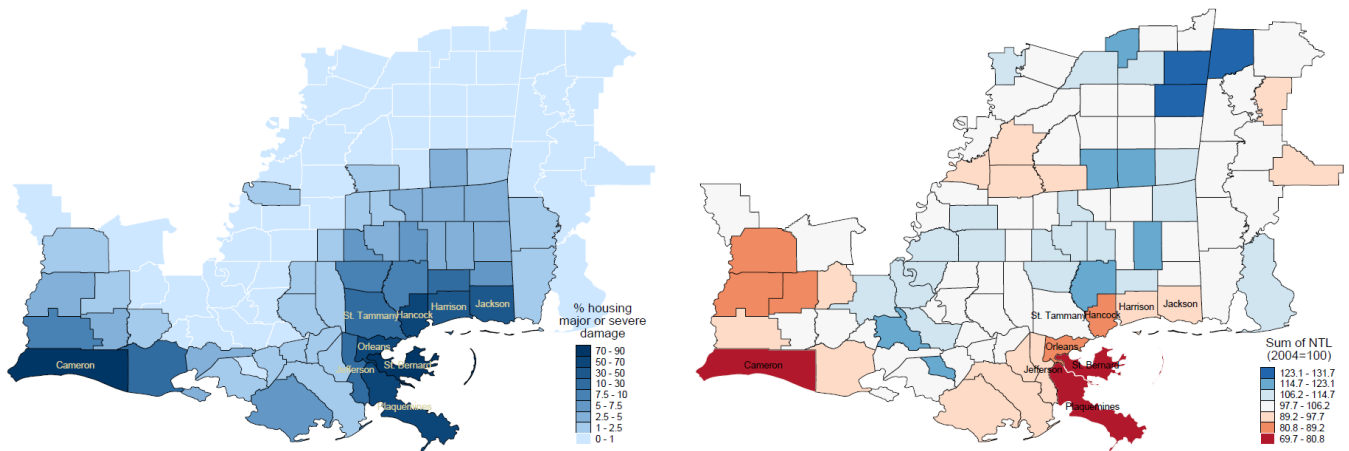 Cameron
St. Tammany
Hancock
Harrison
Jackson
Orleans
Jefferson
St. Bernard
Plaquemines
% housing
major or severe
damage
70 - 90
50 - 70
30 - 50
10 - 30
7.5 - 10
5 - 7.5
2.5 - 5
1 - 2.5
0 - 1
Cameron
St. Tammany
Hancock
Harrison
Jackson
Orleans
Jefferson
St. Bernard
Plaquemines
Sum of NTL
(2004=100)
123.1 - 131.7
114.7 - 123.1
106.2 - 114.7
97.7 - 106.2
89.2 - 97.7
80.8 - 89.2
69.7 - 80.8